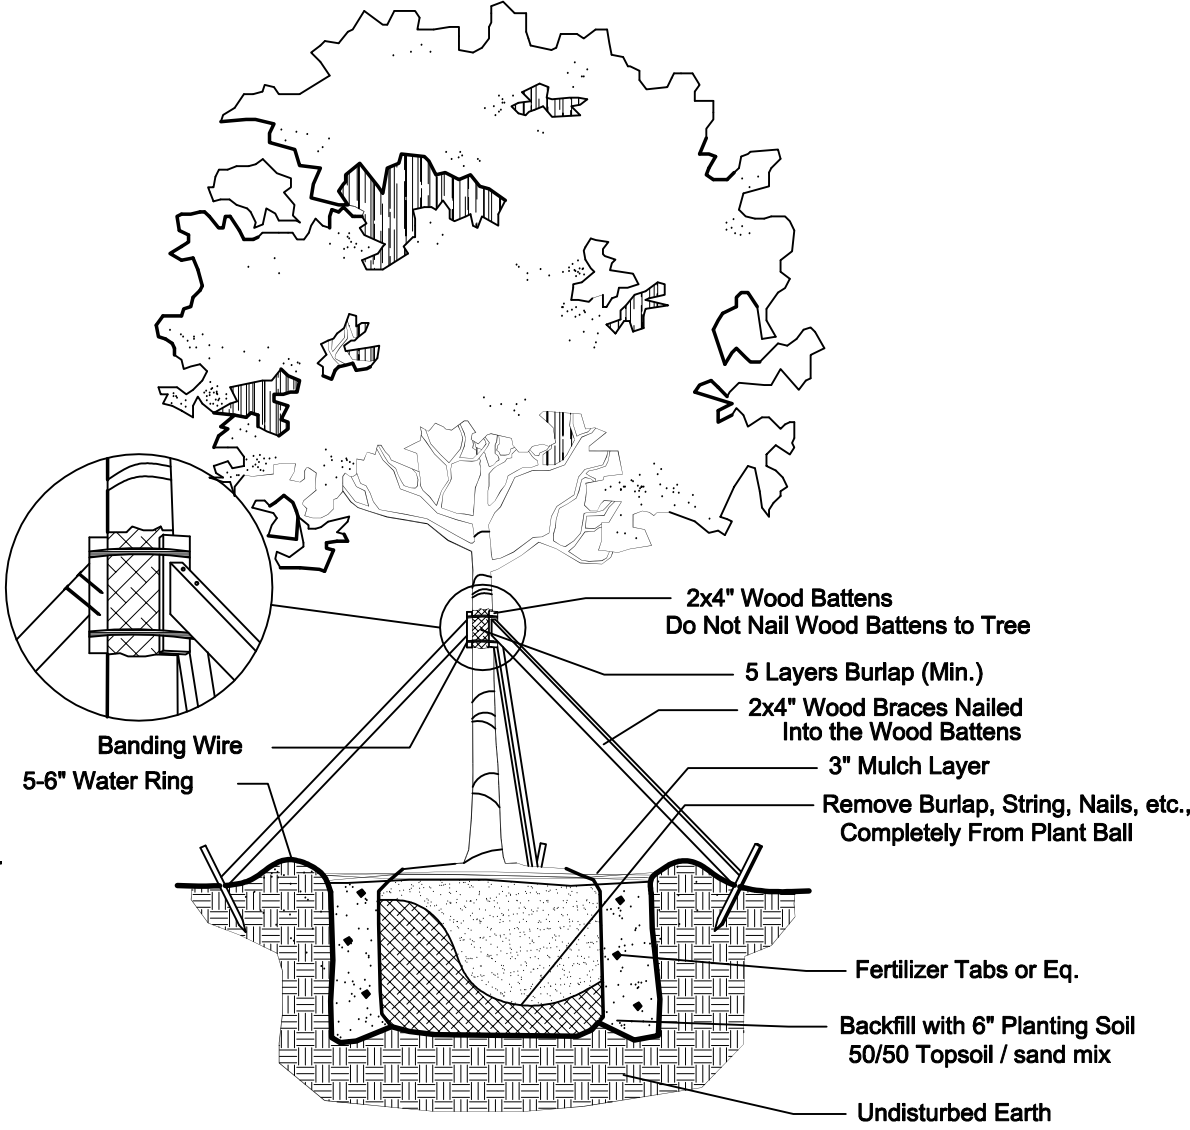 2x4" Wood Battens
Do Not Nail Wood Battens to Tree
5 Layers Burlap (Min.)
2x4" Wood Braces Nailed
Into the Wood Battens
Banding Wire
3" Mulch Layer
5-6" Water Ring
Remove Burlap, String, Nails, etc.,
Completely From Plant Ball
Fertilizer Tabs or Eq.
Backfill with 6" Planting Soil
50/50 Topsoil / sand mix
Undisturbed Earth